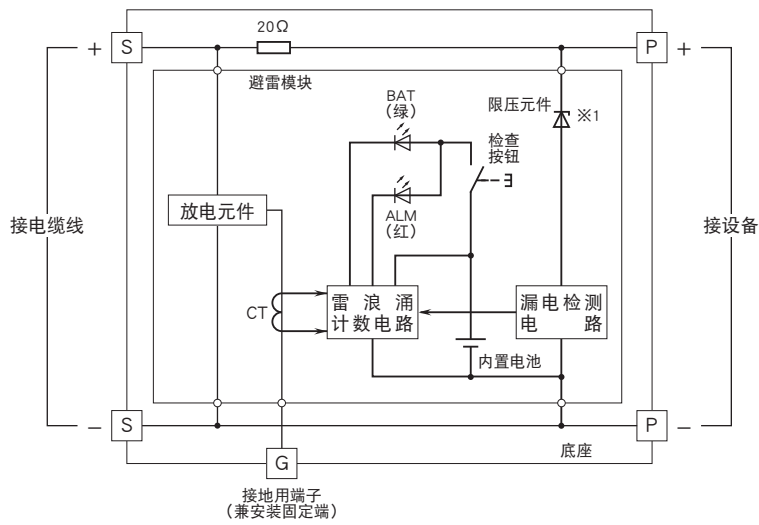 20Ω
+ S P +
避雷模块
BAT
（绿）
限压元件 ※1
检查
按钮
放电元件
ALM
（红）
接电缆线
接设备
CT
雷浪涌
计数电路
漏电检测
电路
内置电池
− S P −
底座
G
接地用端子
（兼安装固定端）